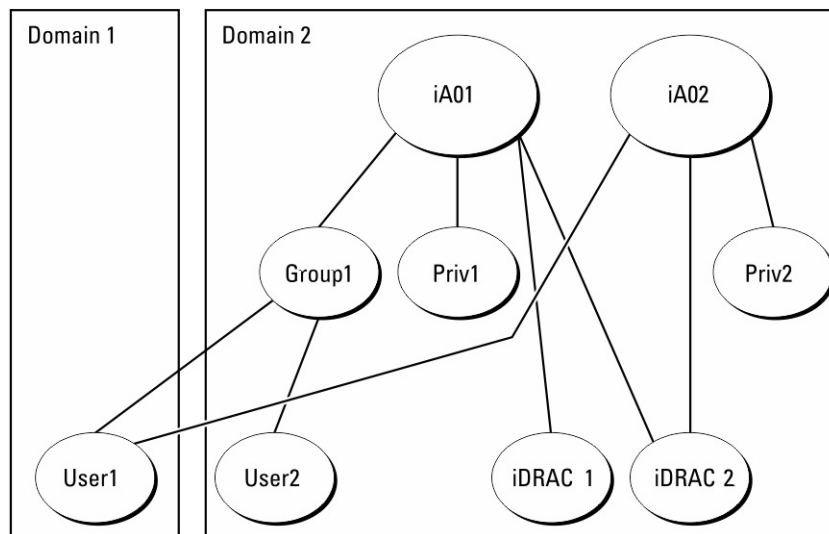 Domain 1
Domain 2
iA01
iA02
Group1
Priv1
Priv2
User1
User2
iDRAC 1
iDRAC 2